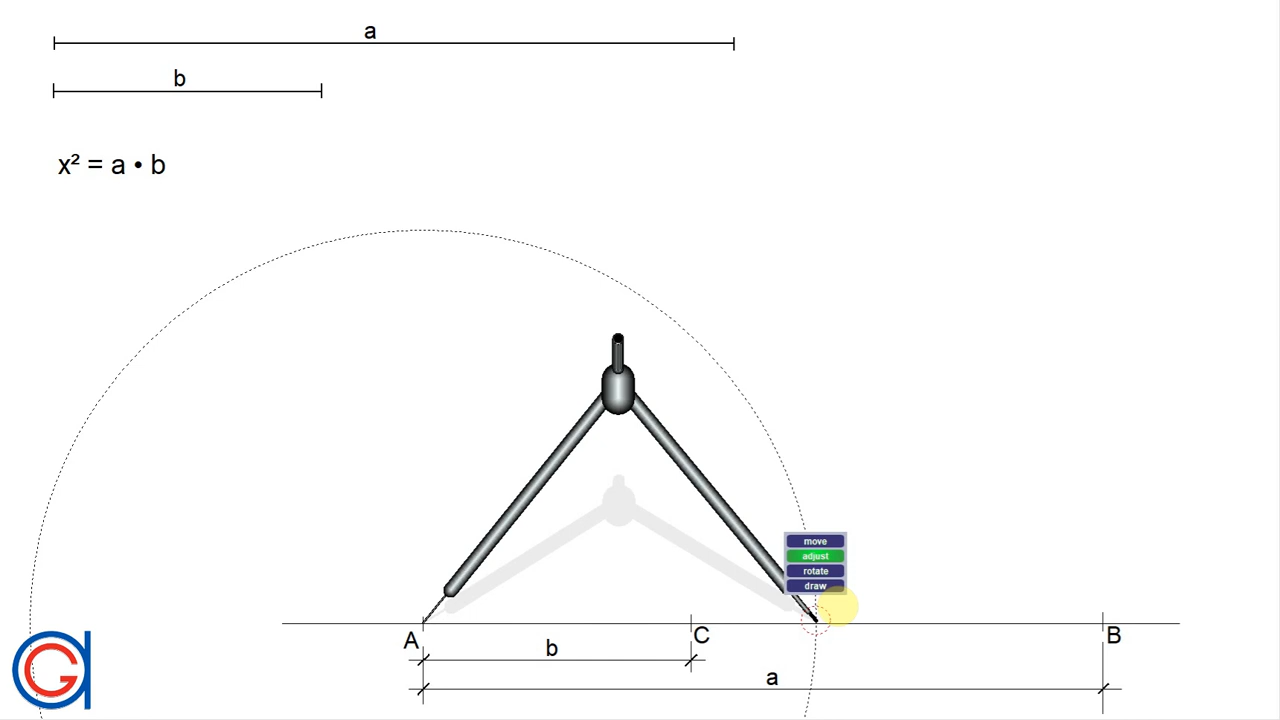 a
b
x² = a • b
move
adjust
rotate
draw
A
C
B
b
a